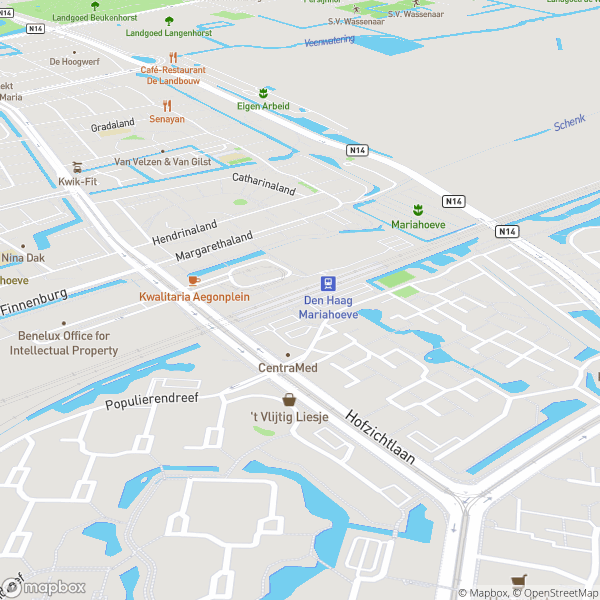 N14
N14
Landgoed Beukenhorst
Landgoed Langenhorst
S.V. Wassenaar
S.V. Wassenaar
Veenwatering
De Hoogwerf
Café-Restaurant
De Landbouw
Maria
Eigen Arbeid
Senayan
Schenk
Gradaland
N14
Van Velzen & Van Gilst
Kwik-Fit
Catharinaland
N14
Mariahoeve
Hendrinaland
N14
Margarethaland
Nina Dak
hoeve
Finnenburg
Kwalitaria Aegonplein
Den Haag
Mariahoeve
Benelux Office for
Intellectual Property
CentraMed
Populierendreef
't Vlijtig Liesje
Hofzichtlaan
mapbox
© Mapbox, © OpenStreetMap